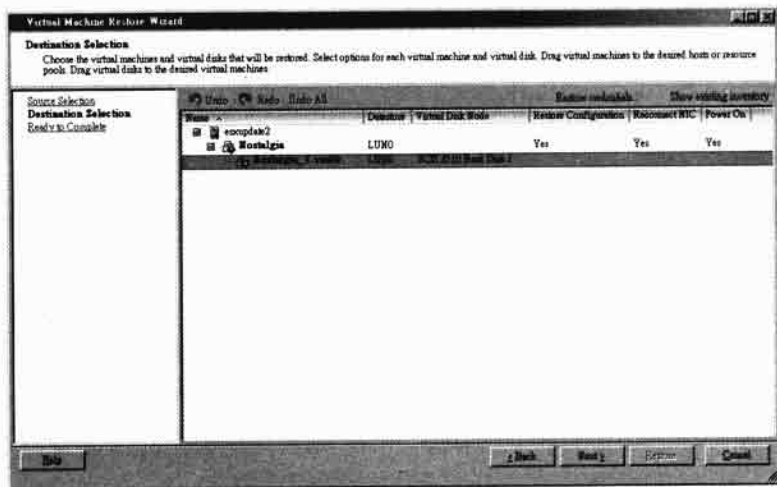 Virtual Machine Restore Wizard
Destination Selection
Choose the virtual machines and virtual disks that will be restored. Select options for each virtual machine and virtual disk. Drag virtual machines to the desired hosts or resource
pools. Drag virtual disks to the desired virtual machines
Source Selection
Destination Selection
Ready to Complete
Undo Redo Undo All Restore credentials Show existing inventory
Name Datastore Virtual Disk Node Restore Configuration Reconnect NIC Power On
Nostalgia LUN0 Yes Yes Yes
Help < Back Next > Restore Cancel